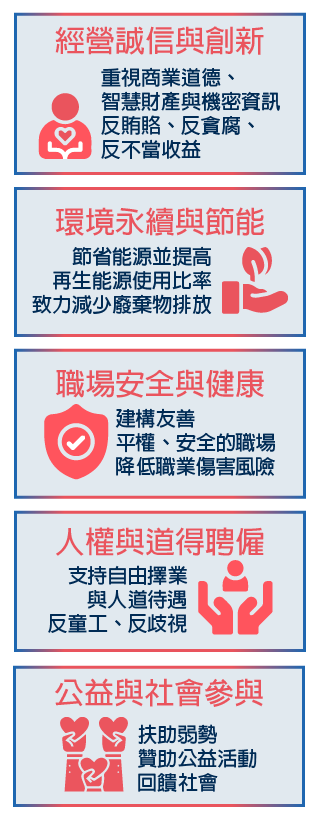 經營誠信與創新
重視商業道德、
智慧財產與機密資訊
反賄賂、反貪腐、
反不當收益
環境永續與節能
節省能源並提高
再生能源使用比率
致力減少廢棄物排放
職場安全與健康
建構友善
平權、安全的職場
降低職業傷害風險
人權與道得聘僱
支持自由擇業
與人道待遇
反童工、反歧視
公益與社會參與
扶助弱勢
贊助公益活動
回饋社會